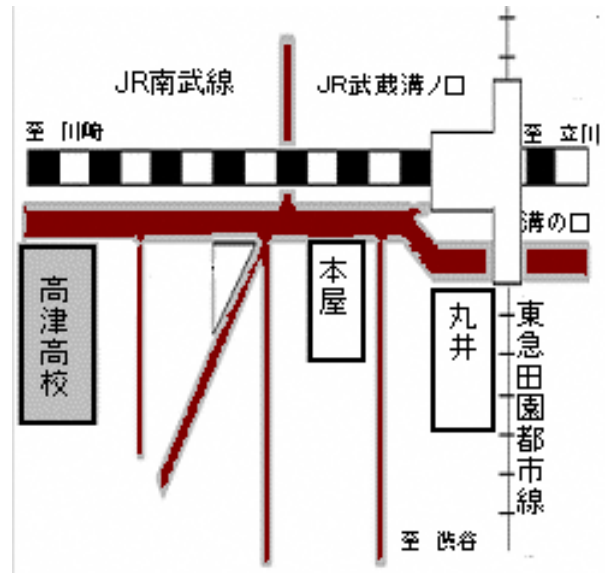 JR南武線
JR武蔵溝ノ口
至 川崎
至 立川
溝の口
高津高校
本屋
丸井
東急田園都市線
至 渋谷